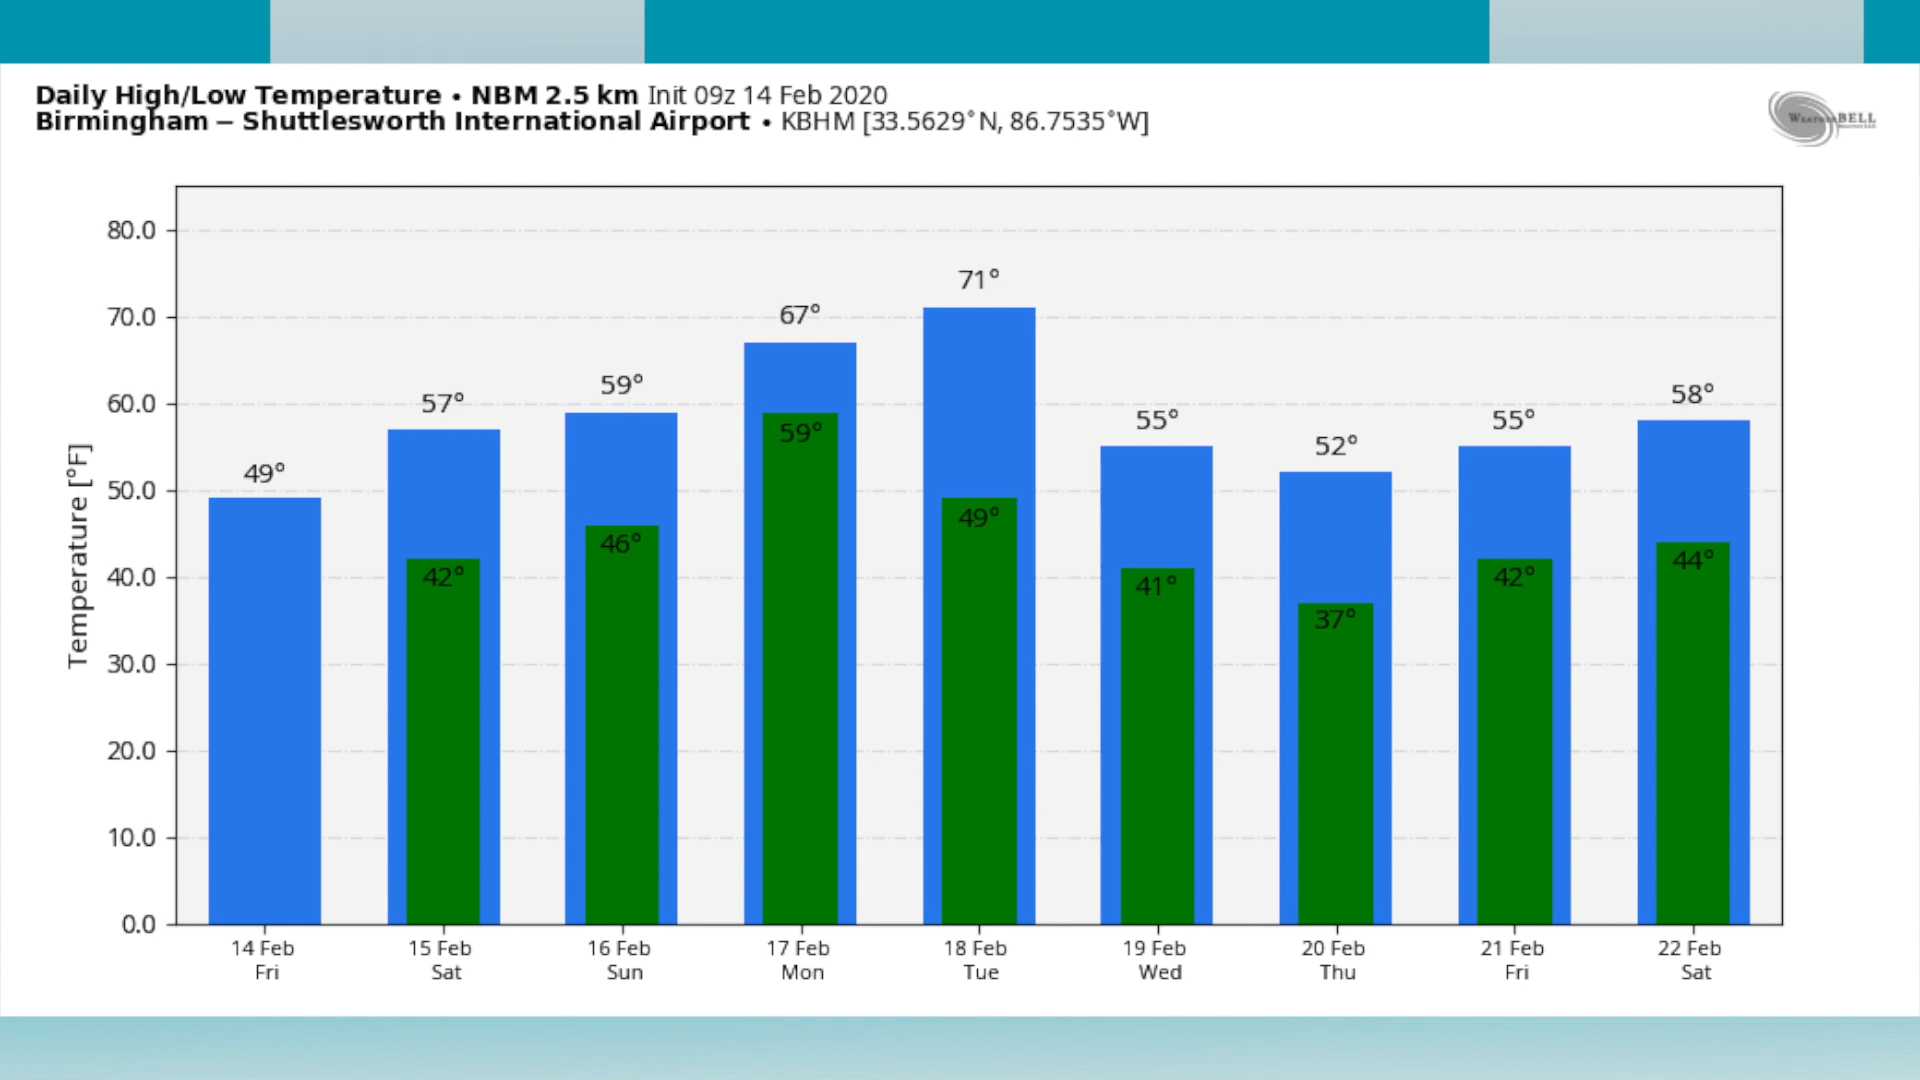 Daily High/Low Temperature • NBM 2.5 km Init 09z 14 Feb 2020
Birmingham – Shuttlesworth International Airport • KBHM [33.5629°N, 86.7535°W]
WeatherBELL
80.0
70.0
60.0
50.0
40.0
30.0
20.0
10.0
0.0
Temperature [°F]
49°
57°
59°
67°
71°
55°
52°
55°
58°
42°
46°
59°
49°
41°
37°
42°
44°
14 Feb
Fri
15 Feb
Sat
16 Feb
Sun
17 Feb
Mon
18 Feb
Tue
19 Feb
Wed
20 Feb
Thu
21 Feb
Fri
22 Feb
Sat